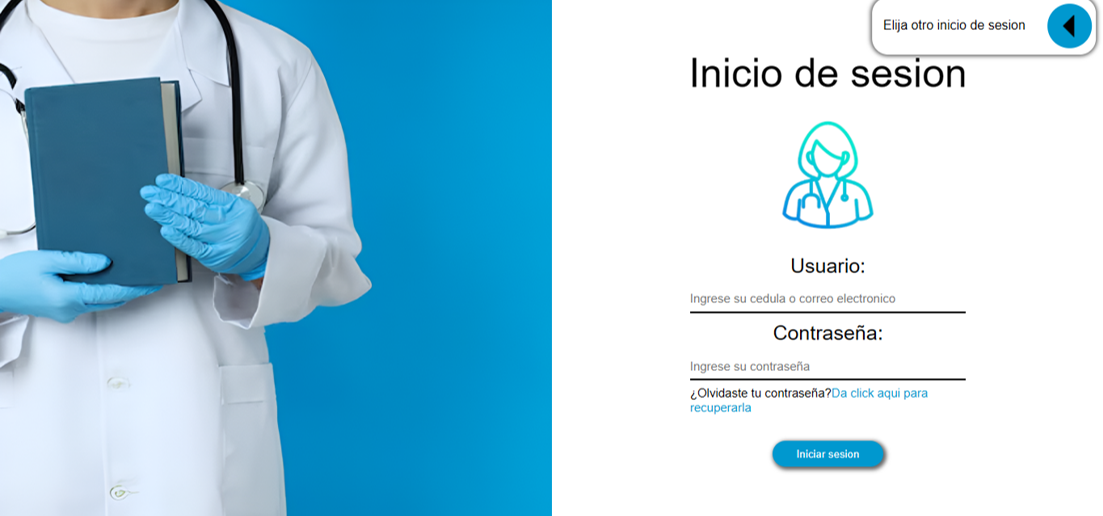 Elija otro inicio de sesion
Inicio de sesion
Usuario:
Ingrese su cedula o correo electronico
Contraseña:
Ingrese su contraseña
¿Olvidaste tu contraseña?Da click aqui para
recuperarla
Iniciar sesion